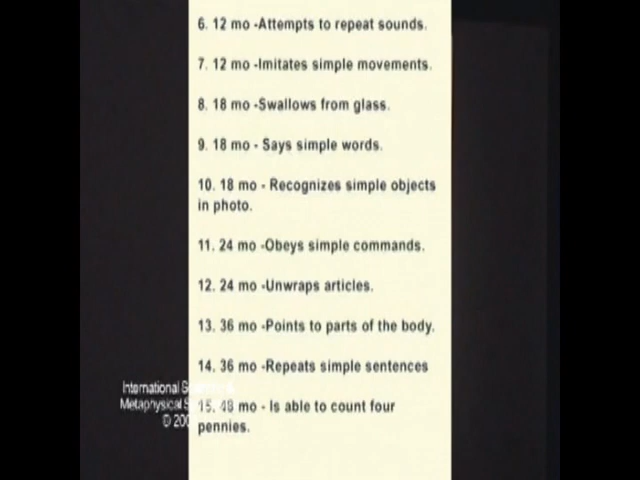 6. 12 mo -Attempts to repeat sounds.
7. 12 mo -Imitates simple movements.
8. 18 mo -Swallows from glass.
9. 18 mo - Says simple words.
10. 18 mo - Recognizes simple objects
in photo.
11. 24 mo -Obeys simple commands.
12. 24 mo -Unwraps articles.
13. 36 mo -Points to parts of the body.
14. 36 mo -Repeats simple sentences
International
Metaphysical
15. 48 mo - Is able to count four
©
pennies.